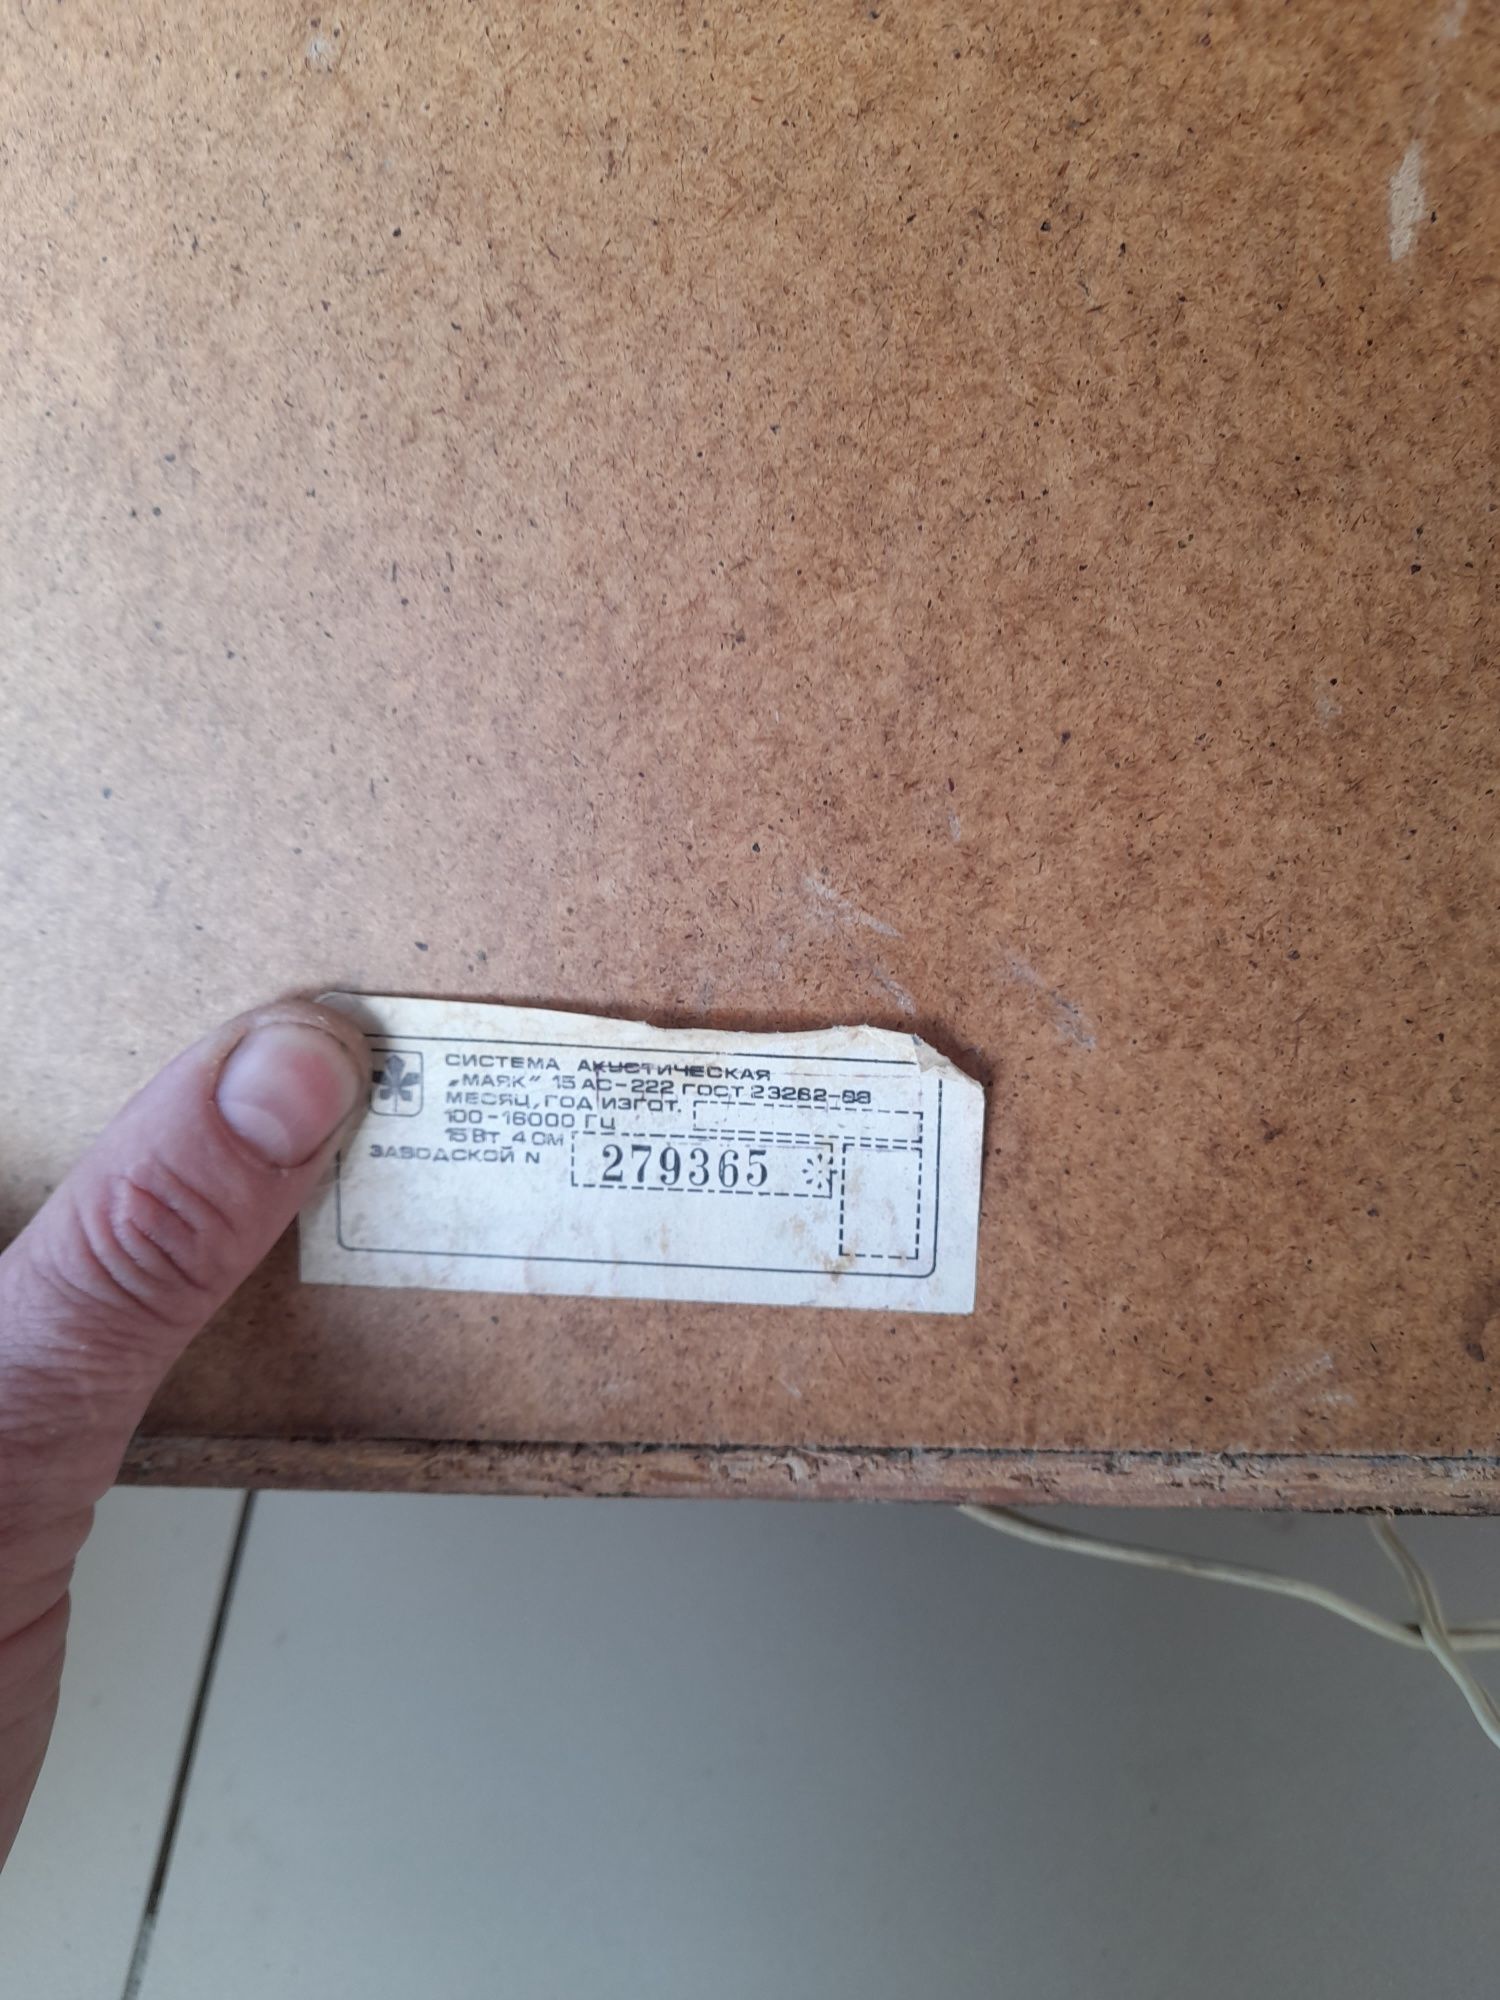 СИСТЕМА АКУСТИЧЕСКАЯ
„МАЯК“ 15 АС-222 ГОСТ 23262-88
МЕСЯЦ, ГОД ИЗГОТ.
100-16000 ГЦ
15 Вт 4 ОМ
ЗАВОДСКОЙ N 279365